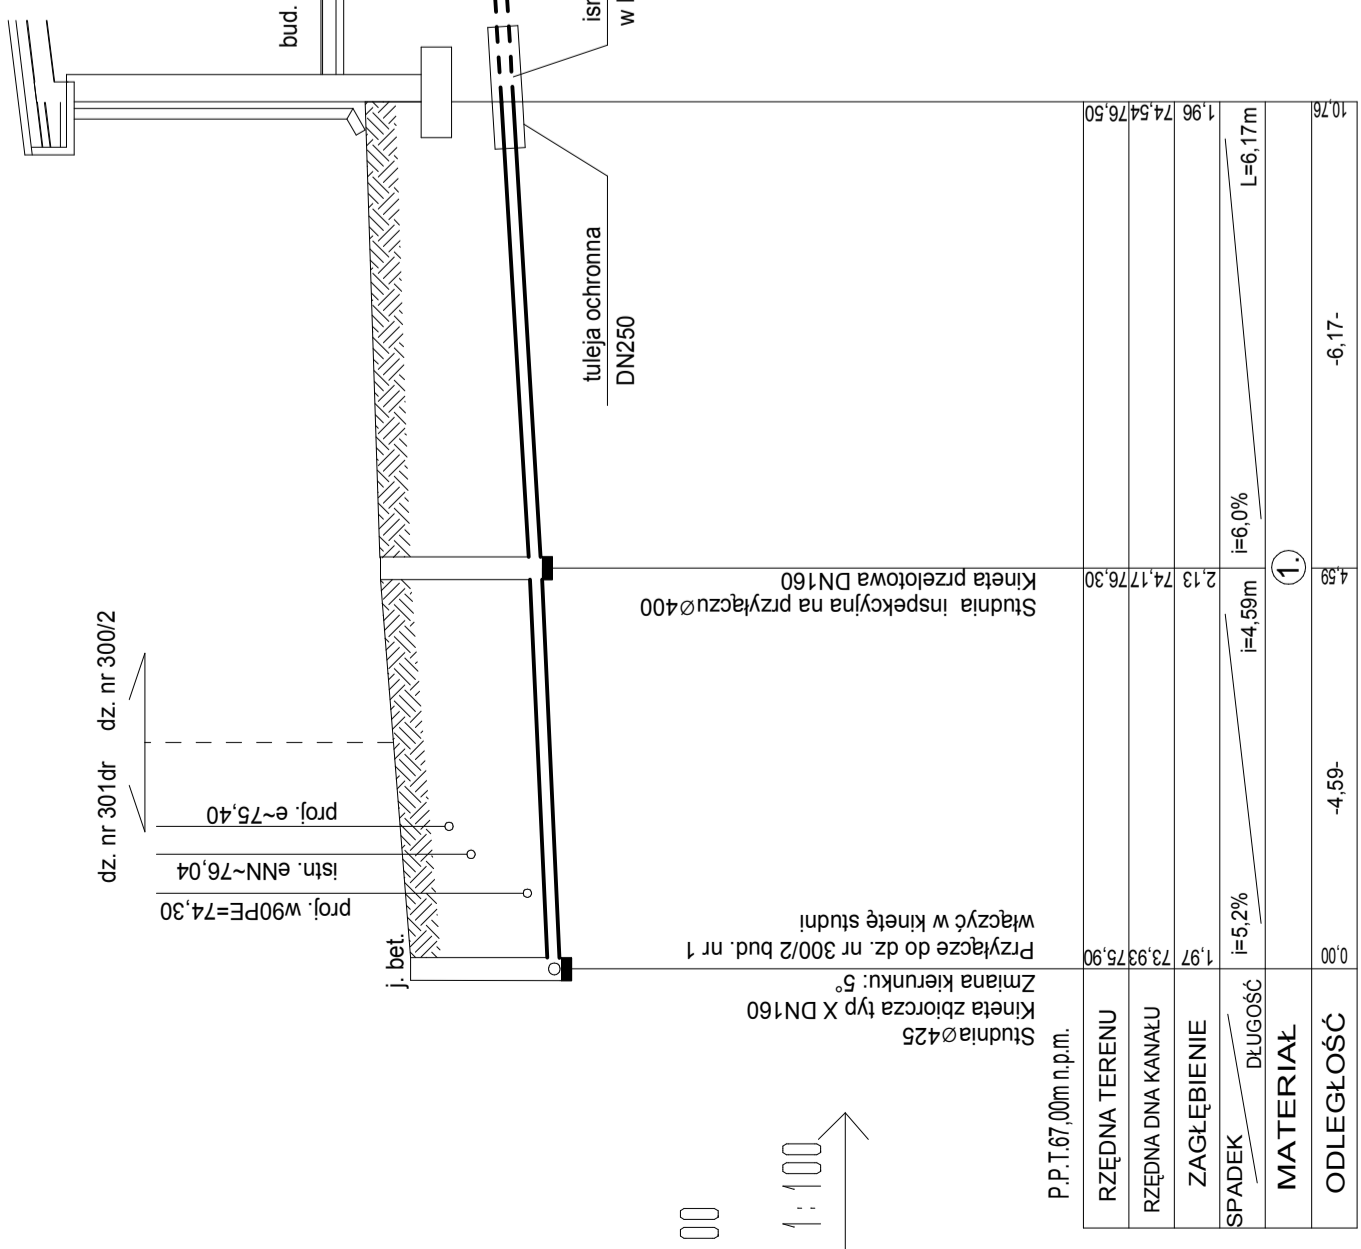 bud.
isn
w
tuleja ochronna
DN250
dz. nr 301dr
dz. nr 300/2
proj. e~75,40
istn. eNN~76,04
proj. w90PE=74,30
j. bet.
Studnia inspekcyjna na przyłączu∅400
Kineta przelotowa DN160
Studnia∅425
Kineta zbiorcza typ X DN160
Zmiana kierunku: 5°
Przyłącze do dz. nr 300/2 bud. nr 1
włączyć w kinetę studni
00
1:100
P.P.T.67,00m n.p.m.
RZĘDNA TERENU 75,90 76,30 76,50
RZĘDNA DNA KANAŁU 73,93 74,17 74,54
ZAGŁĘBIENIE 1,97 2,13 1,96
SPADEK DŁUGOŚĆ i=5,2% i=4,59m i=6,0% L=6,17m
MATERIAŁ 1.
ODLEGŁOŚĆ 0,00 -4,59- 4,59 -6,17- 10,76